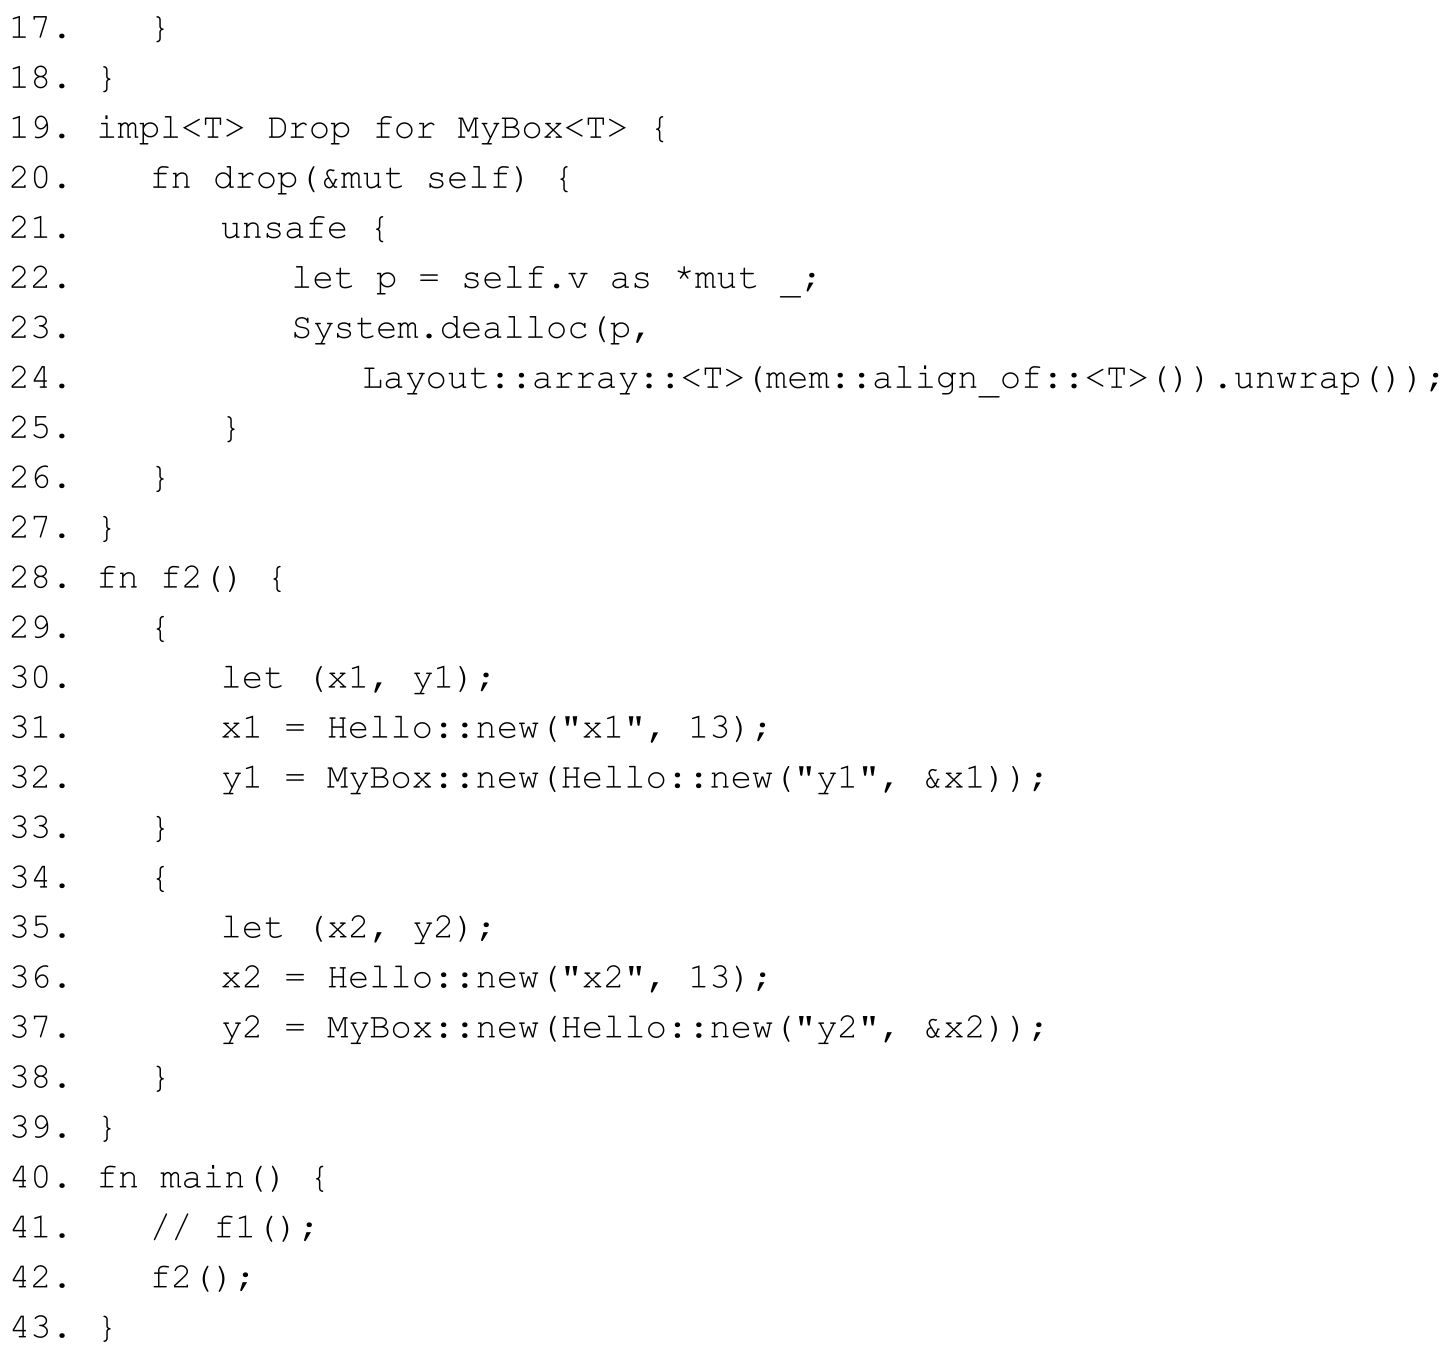 17.    }
18. }
19. impl<T> Drop for MyBox<T> {
20.    fn drop(&mut self) {
21.       unsafe {
22.          let p = self.v as *mut _;
23.          System.dealloc(p,
24.             Layout::array::<T>(mem::align_of::<T>()).unwrap());
25.       }
26.    }
27. }
28. fn f2() {
29.    {
30.       let (x1, y1);
31.       x1 = Hello::new("x1", 13);
32.       y1 = MyBox::new(Hello::new("y1", &x1));
33.    }
34.    {
35.       let (x2, y2);
36.       x2 = Hello::new("x2", 13);
37.       y2 = MyBox::new(Hello::new("y2", &x2));
38.    }
39. }
40. fn main() {
41.    // f1();
42.    f2();
43. }